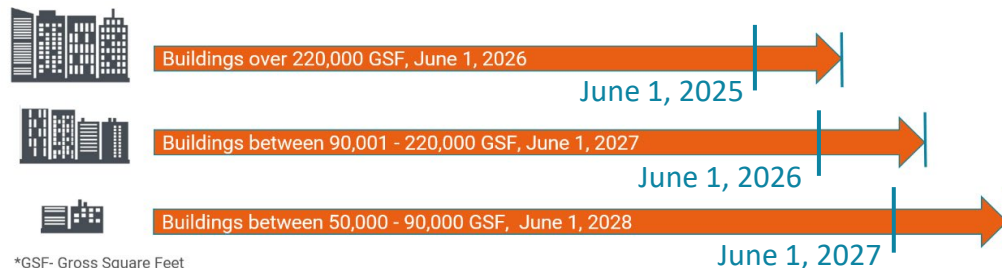 Buildings over 220,000 GSF, June 1, 2026
June 1, 2025
Buildings between 90,001 - 220,000 GSF, June 1, 2027
June 1, 2026
Buildings between 50,000 - 90,000 GSF, June 1, 2028
June 1, 2027
*GSF- Gross Square Feet